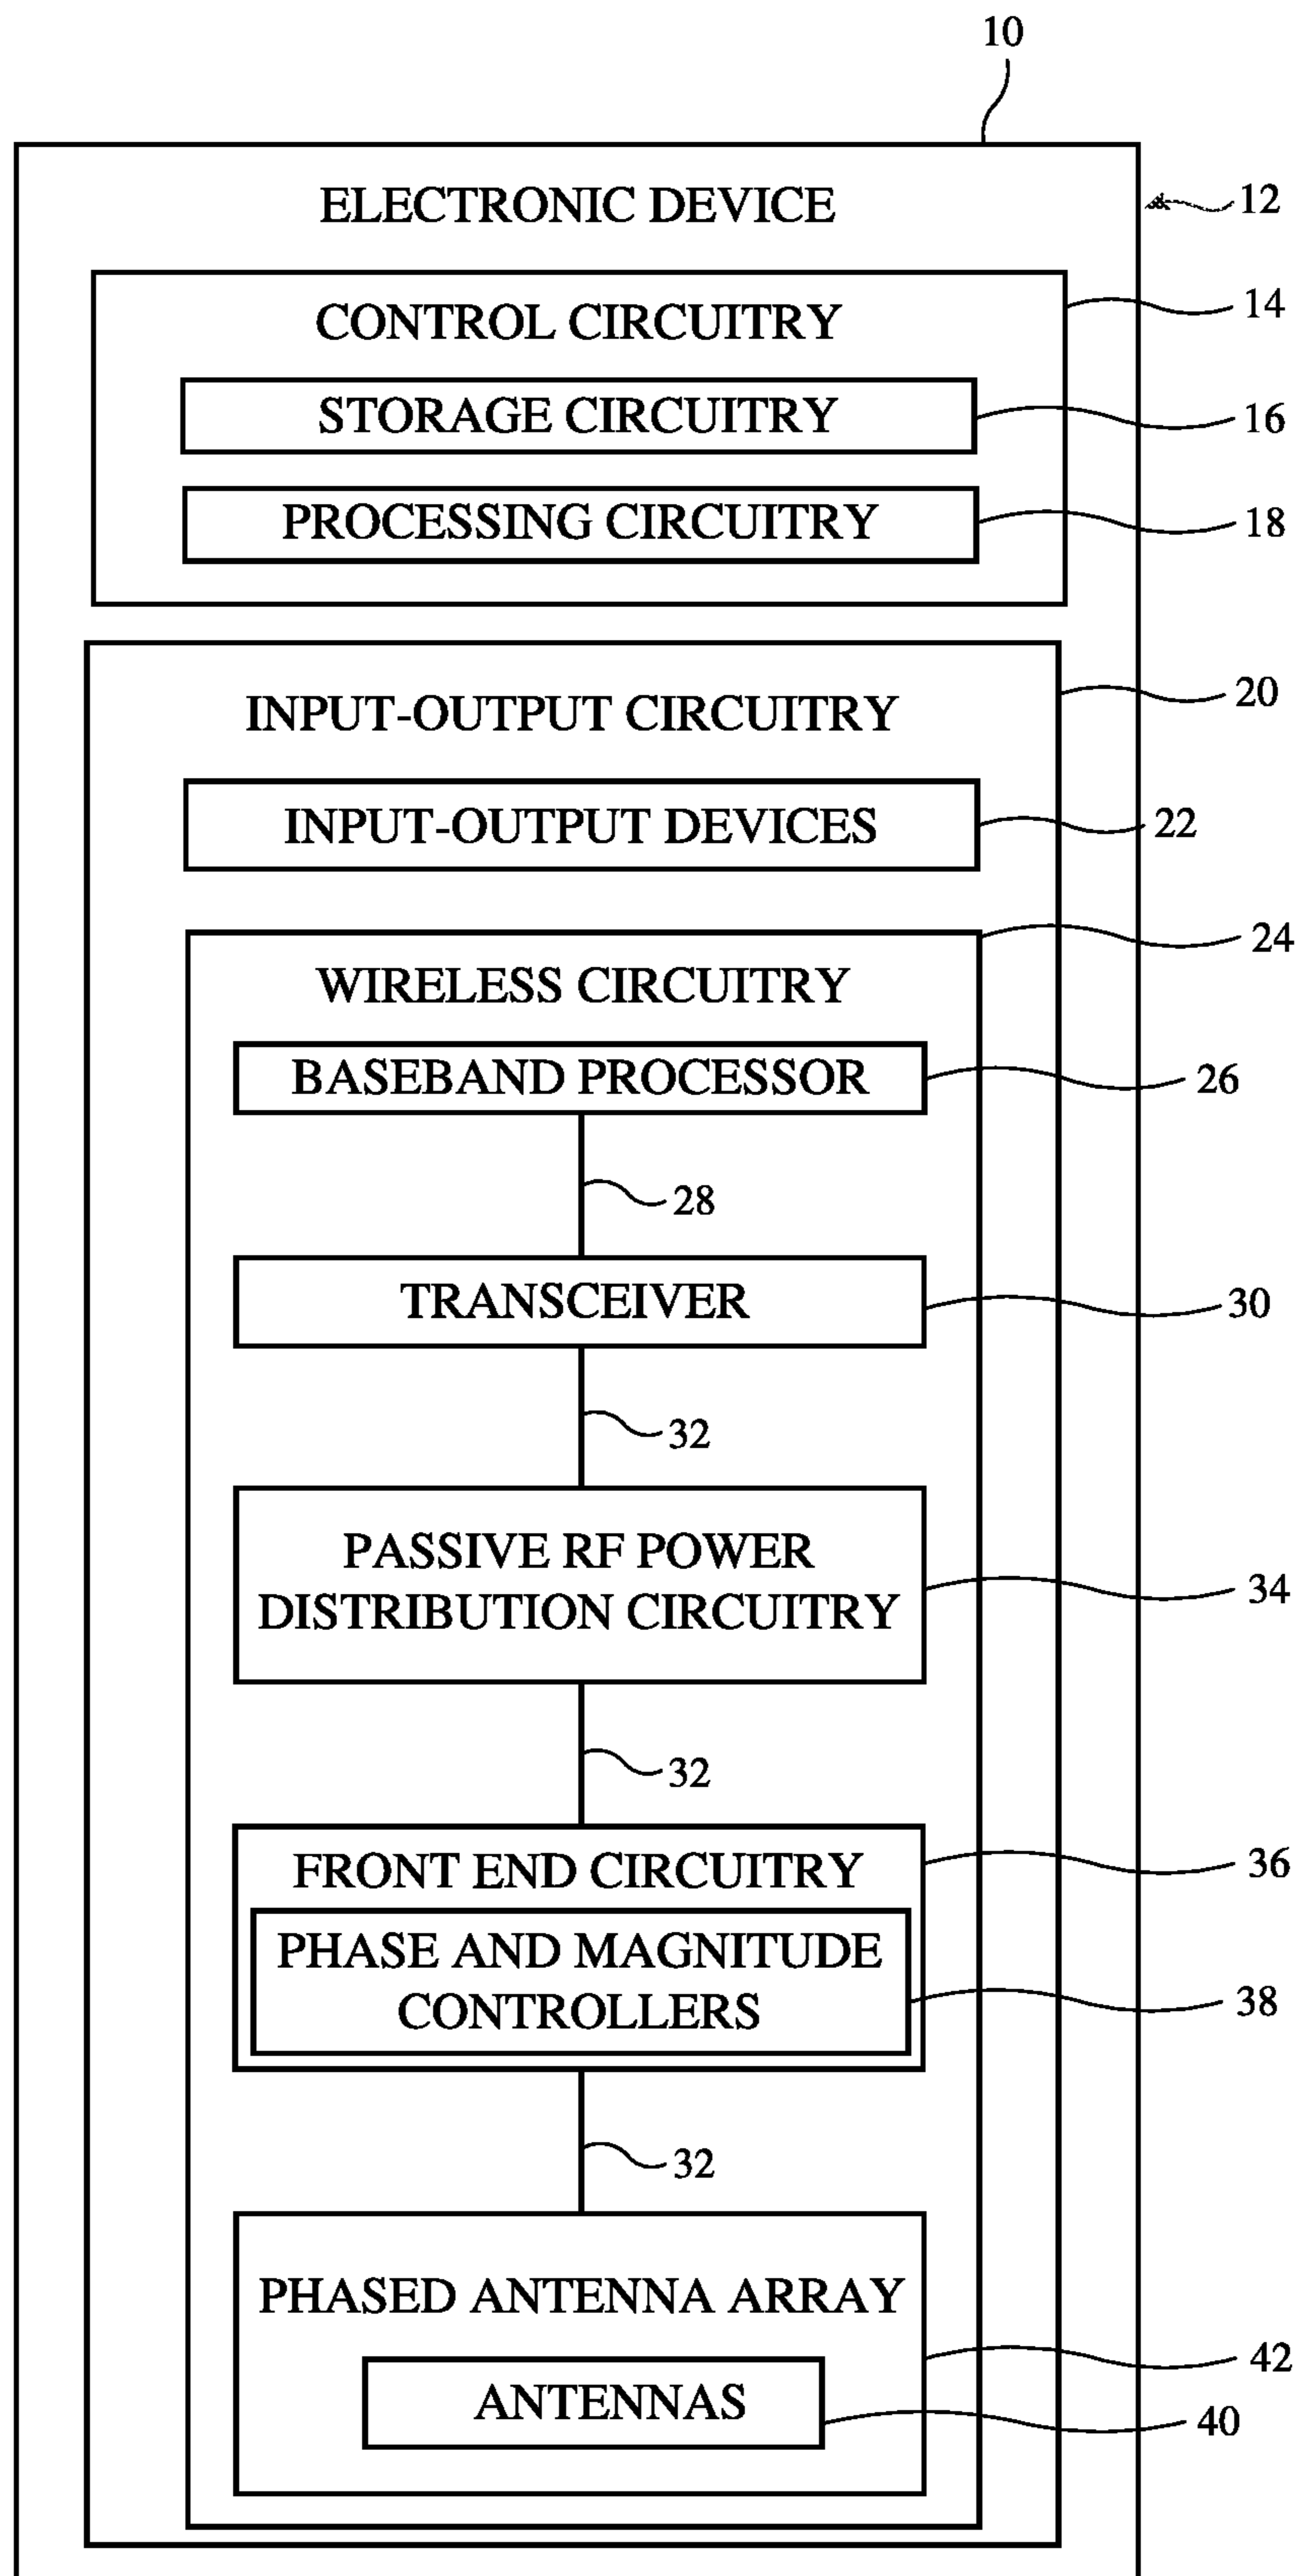 10
ELECTRONIC DEVICE
12
CONTROL CIRCUITRY
14
STORAGE CIRCUITRY
16
PROCESSING CIRCUITRY
18
INPUT-OUTPUT CIRCUITRY
20
INPUT-OUTPUT DEVICES
22
24
WIRELESS CIRCUITRY
BASEBAND PROCESSOR
26
28
TRANSCEIVER
30
32
PASSIVE RF POWER
DISTRIBUTION CIRCUITRY
34
32
FRONT END CIRCUITRY
36
PHASE AND MAGNITUDE
CONTROLLERS
38
32
PHASED ANTENNA ARRAY
42
ANTENNAS
40